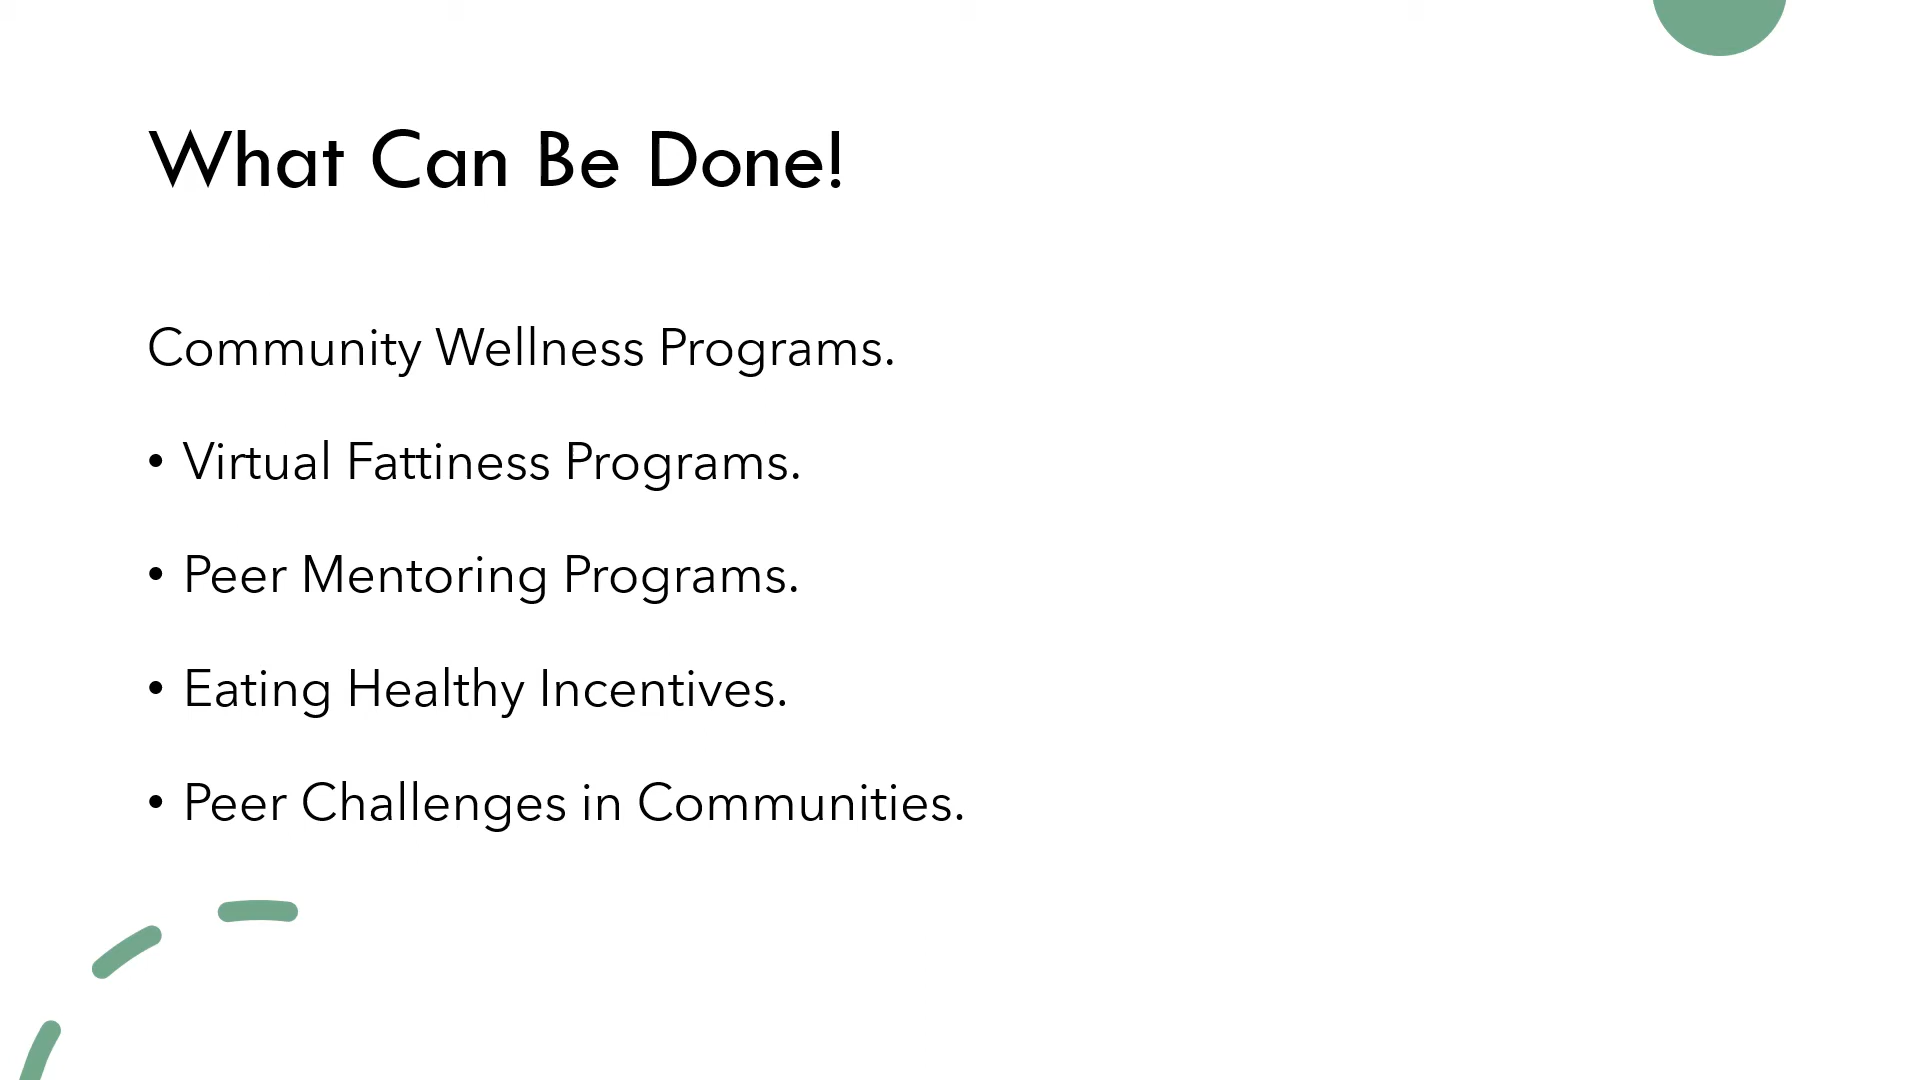 What Can Be Done!
Community Wellness Programs.
• Virtual Fattiness Programs.
• Peer Mentoring Programs.
• Eating Healthy Incentives.
• Peer Challenges in Communities.